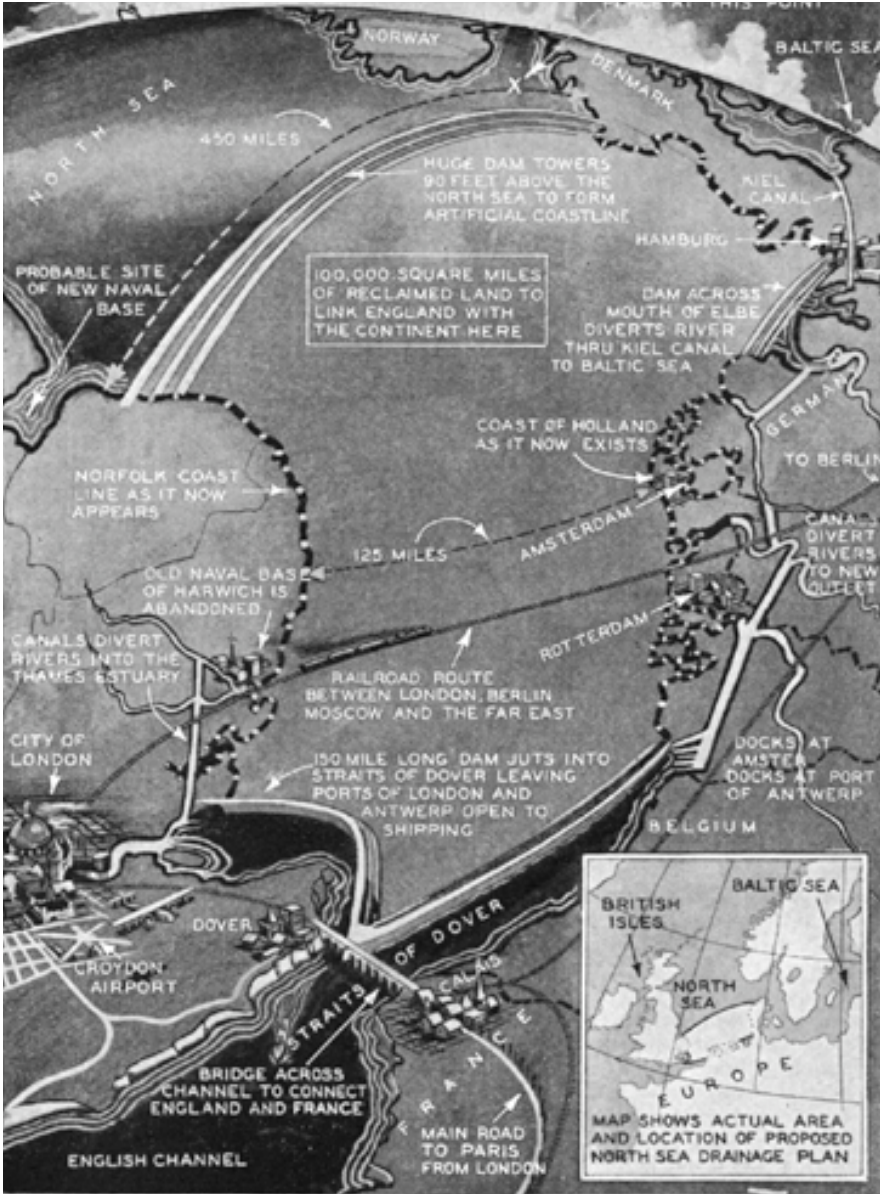 PLACE AT THIS POINT
NORWAY
BALTIC SEA
DENMARK
X
NORTH SEA
450 MILES
HUGE DAM TOWERS
90 FEET ABOVE THE
NORTH SEA TO FORM
ARTIFICIAL COASTLINE
KIEL
CANAL
HAMBURG
PROBABLE SITE
OF NEW NAVAL
BASE
100,000 SQUARE MILES
OF RECLAIMED LAND TO
LINK ENGLAND WITH
THE CONTINENT HERE
DAM ACROSS
MOUTH OF ELBE
DIVERTS RIVER
THRU KIEL CANAL
TO BALTIC SEA
GERMAN
COAST OF HOLLAND
AS IT NOW EXISTS
TO BERLIN
NORFOLK COAST
LINE AS IT NOW
APPEARS
AMSTERDAM
125 MILES
CANALS
DIVERT
RIVERS
TO NEW
OUTLET
OLD NAVAL BASE
OF HARWICH IS
ABANDONED
ROTTERDAM
CANALS DIVERT
RIVERS INTO THE
THAMES ESTUARY
RAILROAD ROUTE
BETWEEN LONDON, BERLIN
MOSCOW AND THE FAR EAST
CITY OF
LONDON
150 MILE LONG DAM JUTS INTO
STRAITS OF DOVER LEAVING
PORTS OF LONDON AND
ANTWERP OPEN TO
SHIPPING
DOCKS AT
AMSTER
DOCKS AT PORT
OF ANTWERP
BELGIUM
DOVER
STRAITS OF DOVER
CROYDON
AIRPORT
CALAIS
FRANCE
BRIDGE ACROSS
CHANNEL TO CONNECT
ENGLAND AND FRANCE
MAIN ROAD
TO PARIS
FROM LONDON
ENGLISH CHANNEL
BALTIC SEA
BRITISH
ISLES
NORTH
SEA
EUROPE
MAP SHOWS ACTUAL AREA
AND LOCATION OF PROPOSED
NORTH SEA DRAINAGE PLAN